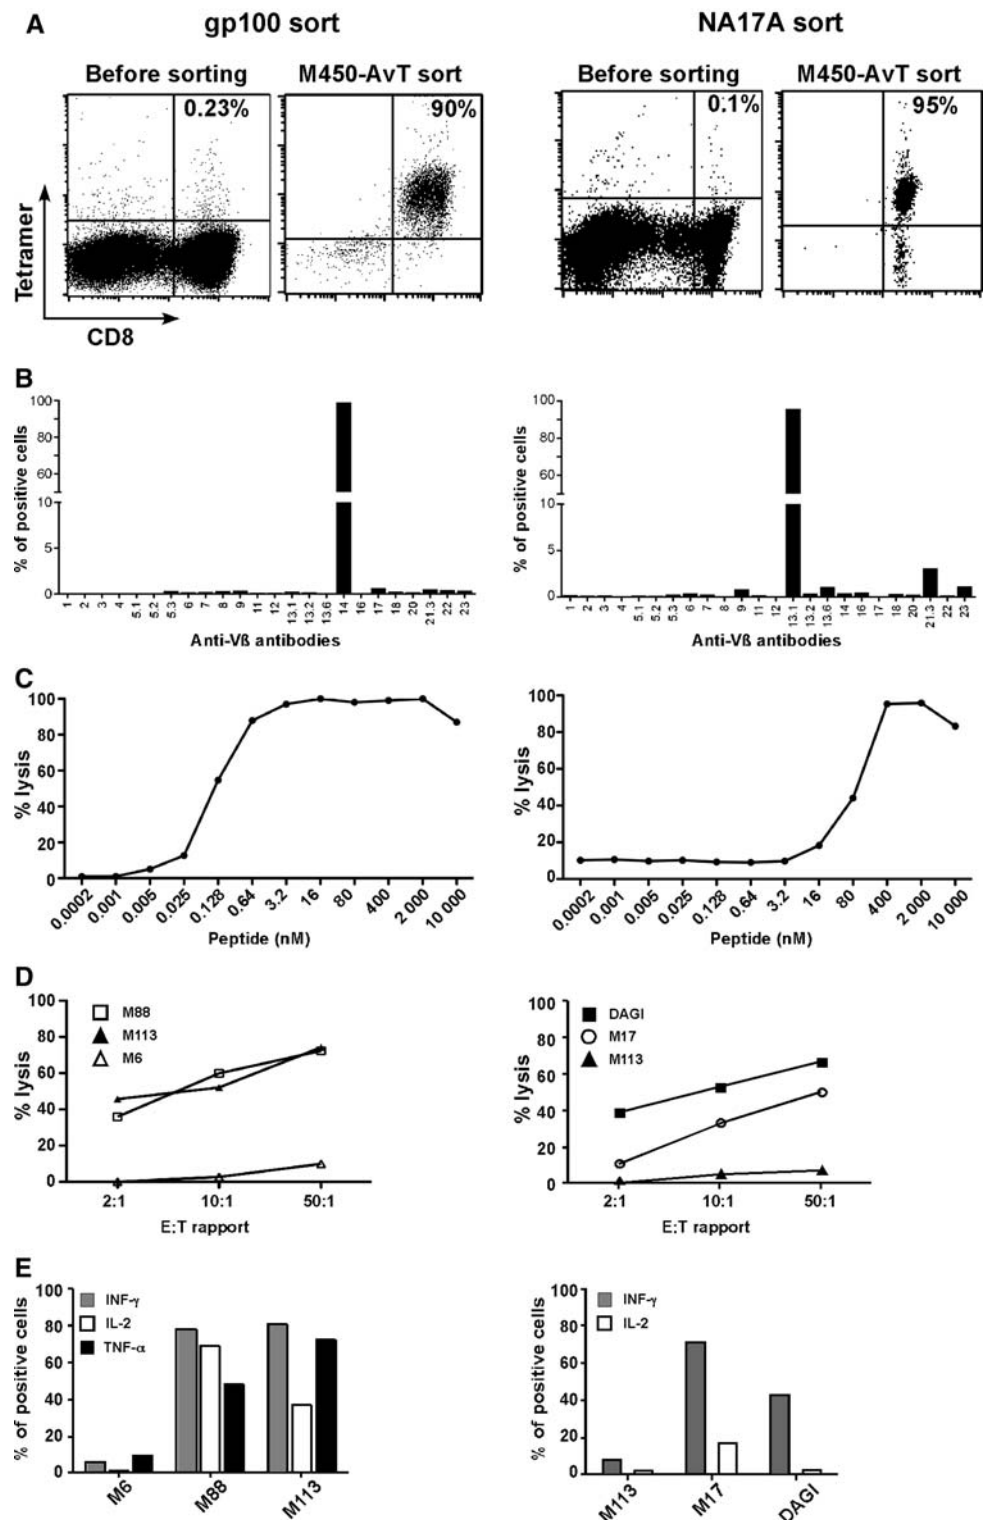 A
gp100 sort
NA17A sort
Before sorting
M450-AvT sort
Before sorting
M450-AvT sort
0.23%
90%
0.1%
95%
Tetramer
CD8
B
% of positive cells
100
80
60
10
5
0
1 2 3 4 5.1 5.2 5.3 6 7 8 9 11 12 13.1 13.2 13.6 14 16 17 18 20 21.3 22 23
Anti-Vß antibodies
% of positive cells
100
80
60
10
5
0
1 2 3 4 5.1 5.2 5.3 6 7 8 9 11 12 13.1 13.2 13.6 14 16 17 18 20 21.3 22 23
Anti-Vß antibodies
C
% lysis
100
80
60
40
20
0
0.0002 0.001 0.005 0.025 0.128 0.64 3.2 16 80 400 2 000 10 000
Peptide (nM)
% lysis
100
80
60
40
20
0
0.0002 0.001 0.005 0.025 0.128 0.64 3.2 16 80 400 2 000 10 000
Peptide (nM)
D
% lysis
100
80
60
40
20
0
M88
M113
M6
2:1 10:1 50:1
E:T rapport
% lysis
100
80
60
40
20
0
DAGI
M17
M113
2:1 10:1 50:1
E:T rapport
E
% of positive cells
100
80
60
40
20
0
INF-γ
IL-2
TNF-α
M6 M88 M113
% of positive cells
100
80
60
40
20
0
INF-γ
IL-2
M113 M17 DAGI